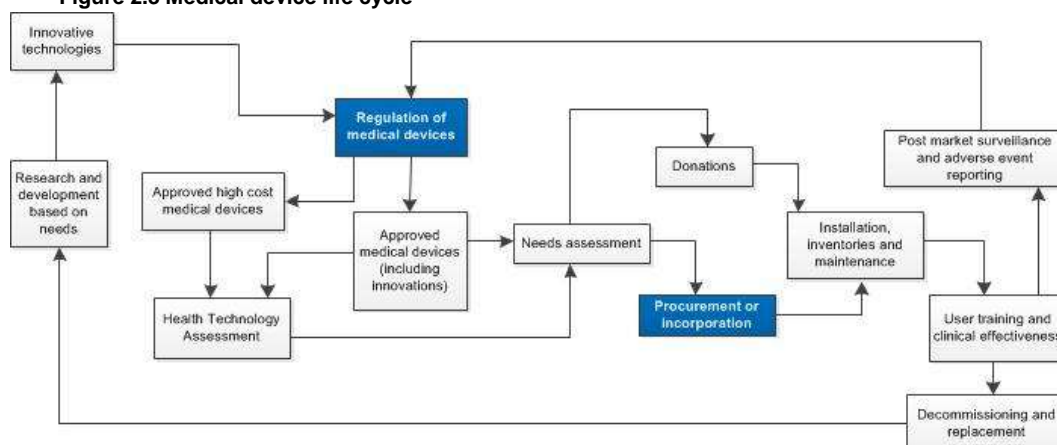 Figure 2.3 Medical device life cycle
Innovative
technologies
Regulation of
medical devices
Post market surveillance
and adverse event
reporting
Donations
Research and
development
based on
needs
Approved high cost
medical devices
Approved
medical devices
(including
innovations)
Needs assessment
Installation,
inventories and
maintenance
Procurement or
incorporation
Health Technology
Assessment
User training and
clinical effectiveness
Decommissioning and
replacement